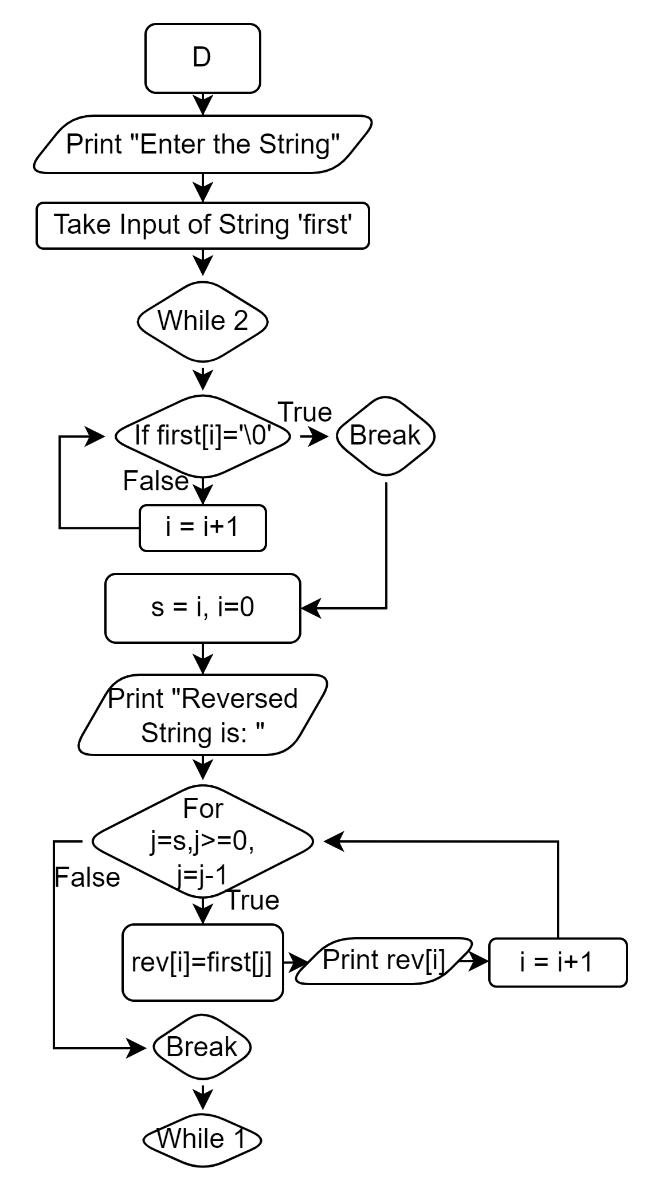 D
Print "Enter the String"
Take Input of String 'first'
While 2
If first[i]='\0'
True
Break
False
i = i+1
s = i, i=0
Print "Reversed
String is: "
For
j=s,j>=0,
j=j-1
False
True
rev[i]=first[j]
Print rev[i]
i = i+1
Break
While 1